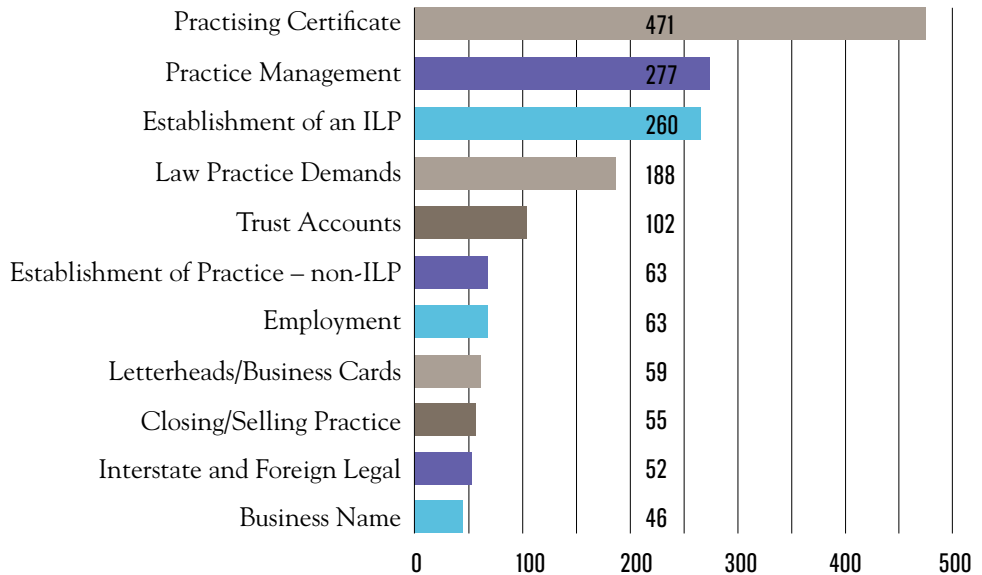 Practising Certificate 471
Practice Management 277
Establishment of an ILP 260
Law Practice Demands 188
Trust Accounts 102
Establishment of Practice – non-ILP 63
Employment 63
Letterheads/Business Cards 59
Closing/Selling Practice 55
Interstate and Foreign Legal 52
Business Name 46
0 100 200 300 400 500